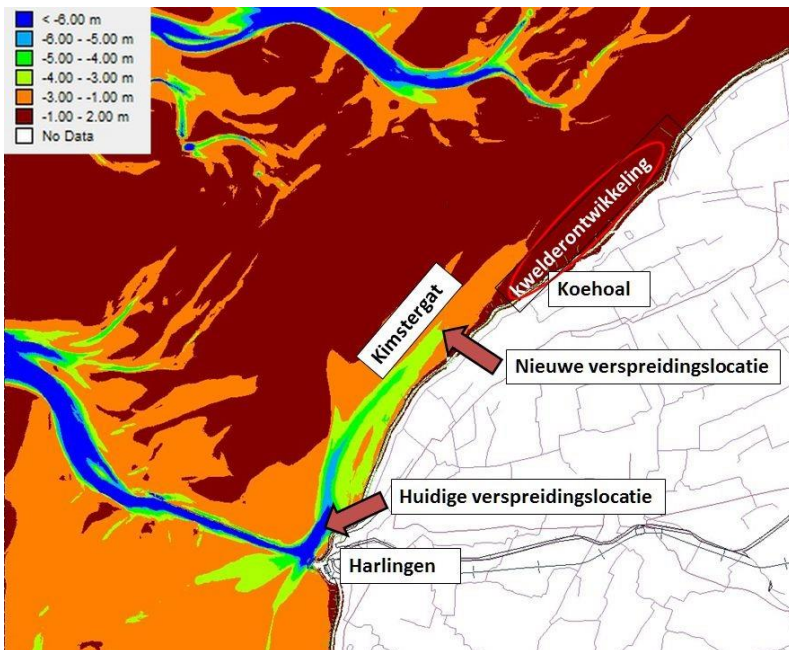 < -6.00 m
-6.00 - -5.00 m
-5.00 - -4.00 m
-4.00 - -3.00 m
-3.00 - -1.00 m
-1.00 - 2.00 m
No Data
kwelderontwikkeling
Koehoal
Kimstergat
Nieuwe verspreidingslocatie
Huidige verspreidingslocatie
Harlingen